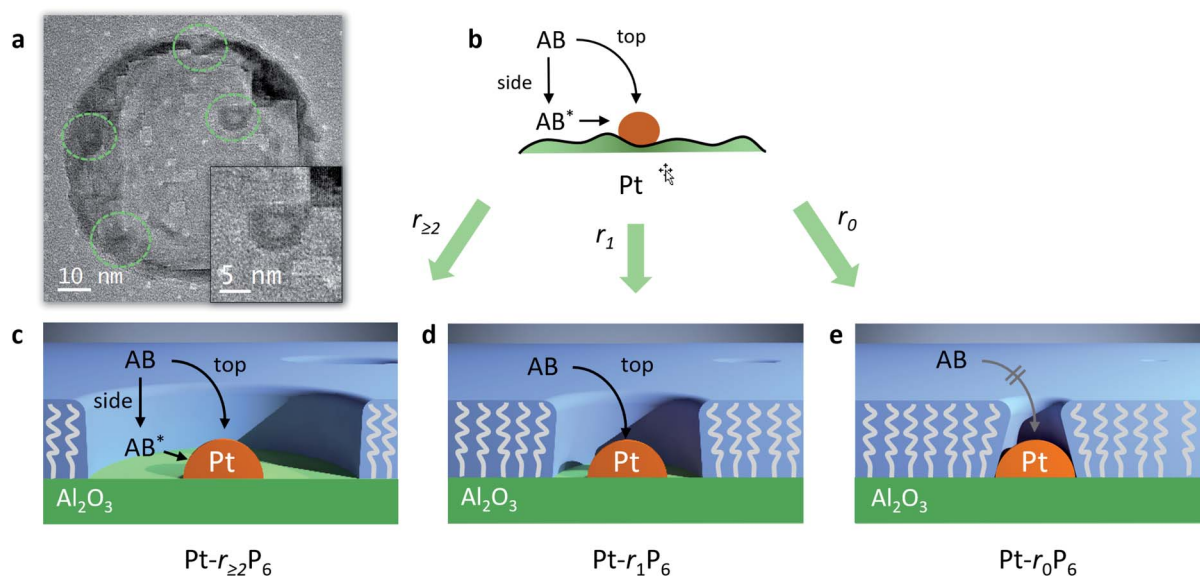 a
10 nm
5 nm
b
AB
top
side
AB*
Pt
r≥2
r1
r0
c
AB
top
side
AB*
Pt
Al2O3
Pt-r≥2P6
d
AB
top
Pt
Al2O3
Pt-r1P6
e
AB
Pt
Al2O3
Pt-r0P6